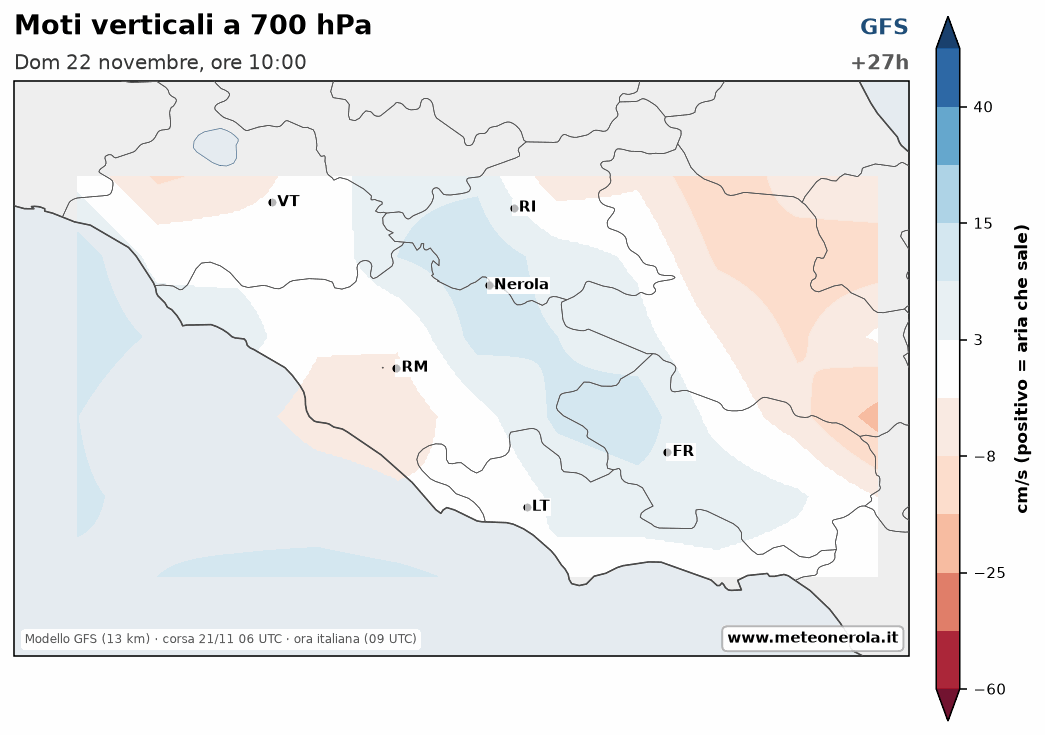 Moti verticali a 700 hPa
GFS
Dom 22 novembre, ore 10:00
+27h
VT
RI
Nerola
RM
FR
LT
40
15
3
−8
−25
−60
cm/s (positivo = aria che sale)
Modello GFS (13 km) · corsa 21/11 06 UTC · ora italiana (09 UTC)
www.meteonerola.it